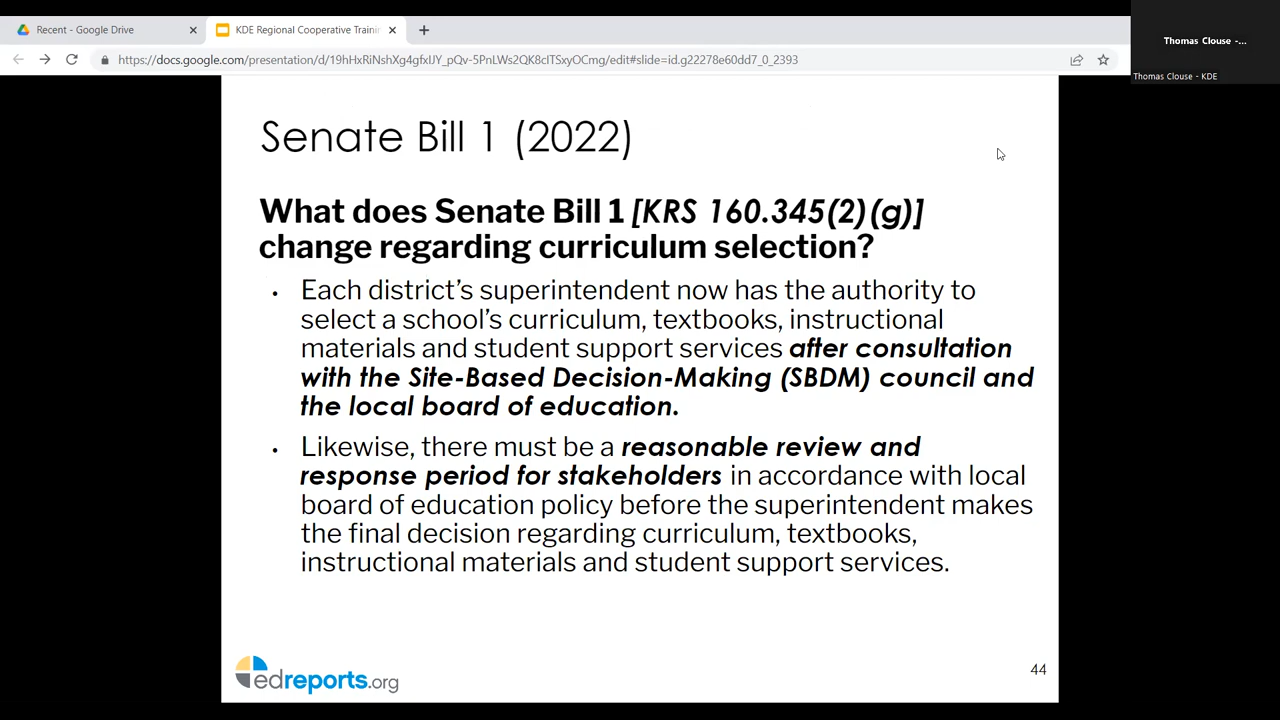 Recent - Google Drive
KDE Regional Cooperative Trainin
https://docs.google.com/presentation/d/19hHxRiNshXg4gfxIJY_pQv-5PnLWs2QK8cITSxyOCmg/edit#slide=id.g22278e60dd7_0_2393
Thomas Clouse -...
Thomas Clouse - KDE
Senate Bill 1 (2022)
What does Senate Bill 1 [KRS 160.345(2)(g)]
change regarding curriculum selection?
• Each district’s superintendent now has the authority to
select a school’s curriculum, textbooks, instructional
materials and student support services after consultation
with the Site-Based Decision-Making (SBDM) council and
the local board of education.
• Likewise, there must be a reasonable review and
response period for stakeholders in accordance with local
board of education policy before the superintendent makes
the final decision regarding curriculum, textbooks,
instructional materials and student support services.
edreports.org
44